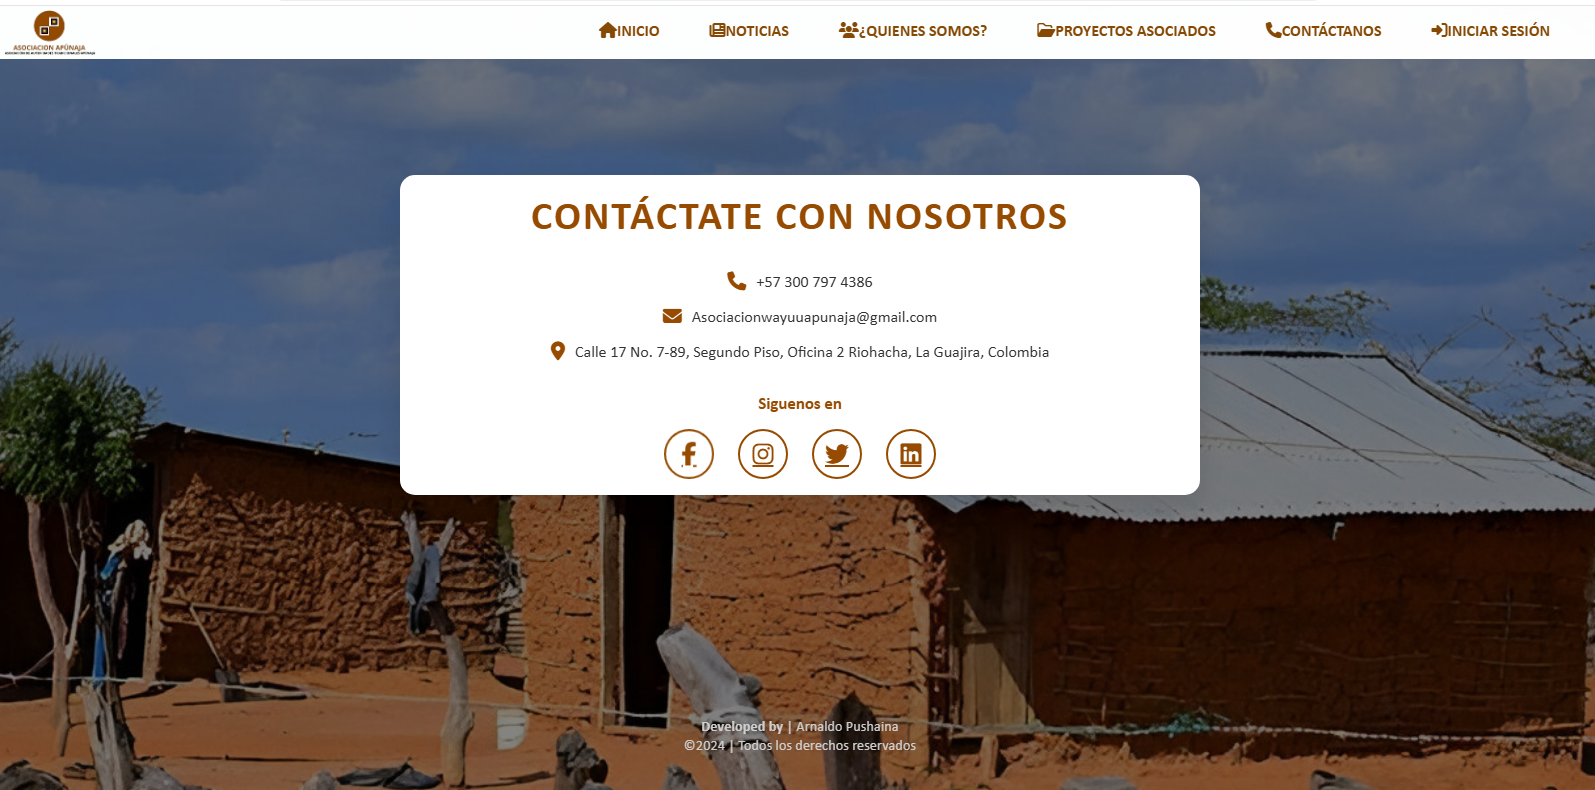 ASOCIACION APÜNAJA
INICIO
NOTICIAS
¿QUIENES SOMOS?
PROYECTOS ASOCIADOS
CONTÁCTANOS
INICIAR SESIÓN
CONTÁCTATE CON NOSOTROS
+57 300 797 4386
Asociacionwayuuapunaja@gmail.com
Calle 17 No. 7-89, Segundo Piso, Oficina 2 Riohacha, La Guajira, Colombia
Siguenos en
Developed by | Arnaldo Pushaina
©2024 | Todos los derechos reservados